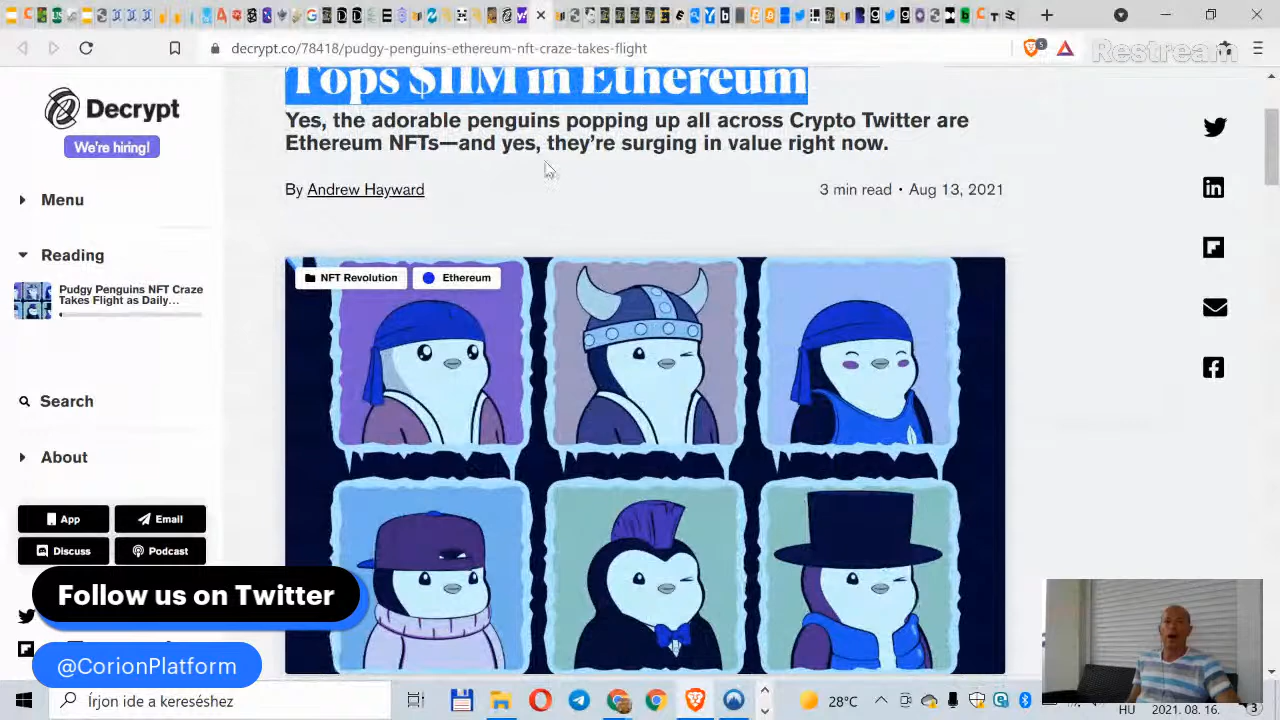 decrypt.co/78418/pudgy-penguins-ethereum-nft-craze-takes-flight
5
Restream
Decrypt
We're hiring!
Menu
Reading
Pudgy Penguins NFT Craze
Takes Flight as Daily...
Search
About
App
Email
Discuss
Podcast
Tops $11M in Ethereum
Yes, the adorable penguins popping up all across Crypto Twitter are
Ethereum NFTs—and yes, they're surging in value right now.
By Andrew Hayward
3 min read • Aug 13, 2021
NFT Revolution
Ethereum
Follow us on Twitter
@CorionPlatform
Írjon ide a kereséshez
28°C
HU
2021. 08. 16.
3